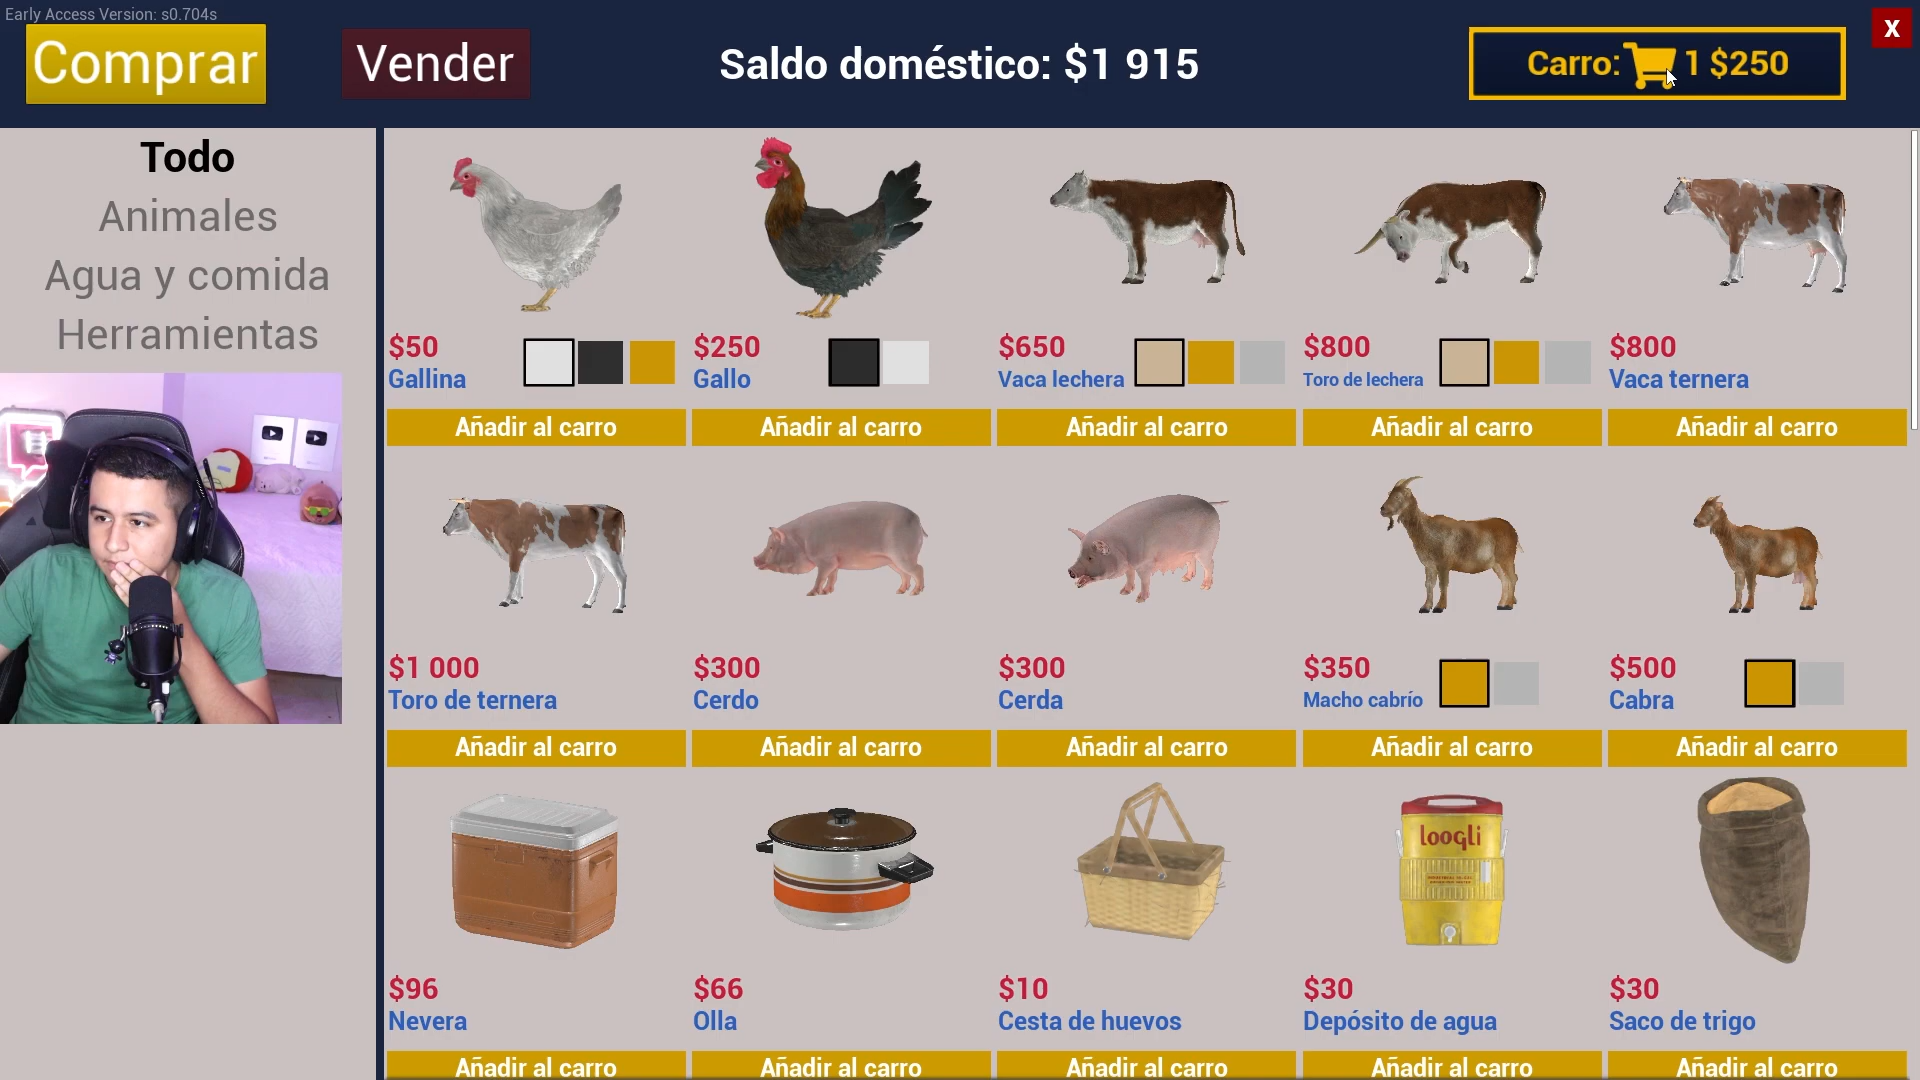 Early Access Version: s0.704s
Comprar
Vender
Saldo doméstico: $1 915
Carro: 1 $250
X
Todo
Animales
Agua y comida
Herramientas
$50
Gallina
Añadir al carro
$250
Gallo
Añadir al carro
$650
Vaca lechera
Añadir al carro
$800
Toro de lechera
Añadir al carro
$800
Vaca ternera
Añadir al carro
$1 000
Toro de ternera
Añadir al carro
$300
Cerdo
Añadir al carro
$300
Cerda
Añadir al carro
$350
Macho cabrío
Añadir al carro
$500
Cabra
Añadir al carro
$96
Nevera
Añadir al carro
$66
Olla
Añadir al carro
$10
Cesta de huevos
Añadir al carro
loogli
$30
Depósito de agua
Añadir al carro
$30
Saco de trigo
Añadir al carro